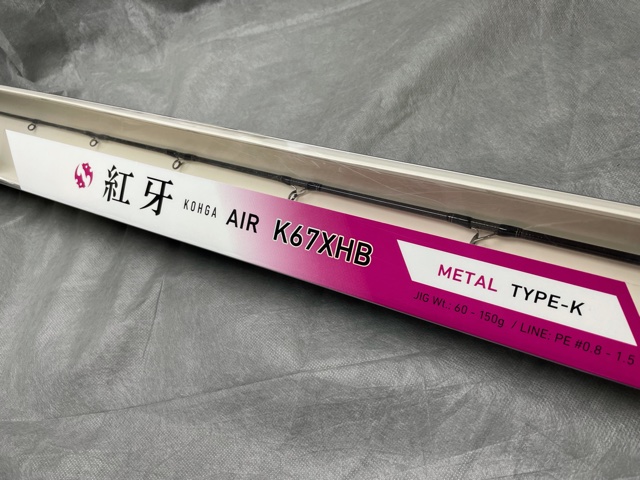 紅牙 KOHGA AIR K67XHB
METAL TYPE-K
JIG Wt.: 60 - 150g / LINE: PE #0.8 - 1.5